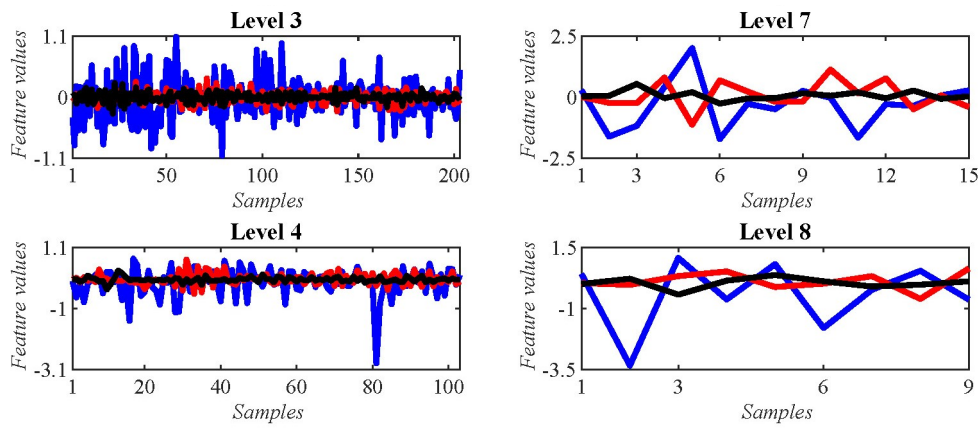 Level 3
Feature values
1.1
0
-1.1
1 50 100 150 200
Samples
Level 7
Feature values
2.5
0
-2.5
1 3 6 9 12 15
Samples
Level 4
Feature values
1.1
-1
-3.1
1 20 40 60 80 100
Samples
Level 8
Feature values
1.5
-1
-3.5
1 3 6 9
Samples